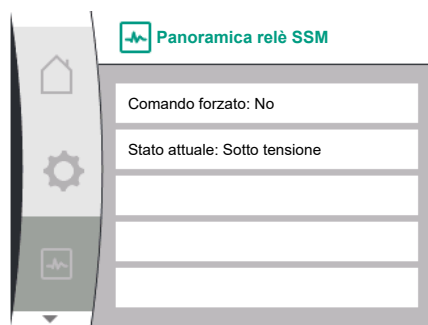 Panoramica relè SSM
Comando forzato: No
Stato attuale: Sotto tensione